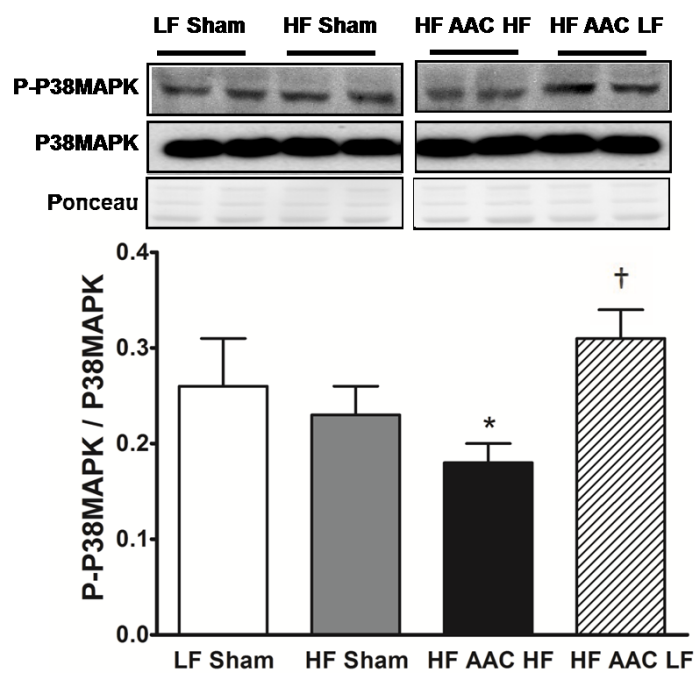 LF Sham HF Sham HF AAC HF HF AAC LF
P-P38MAPK
P38MAPK
Ponceau
P-P38MAPK / P38MAPK
0.4
0.3
0.2
0.1
0.0
*
†
LF Sham HF Sham HF AAC HF HF AAC LF